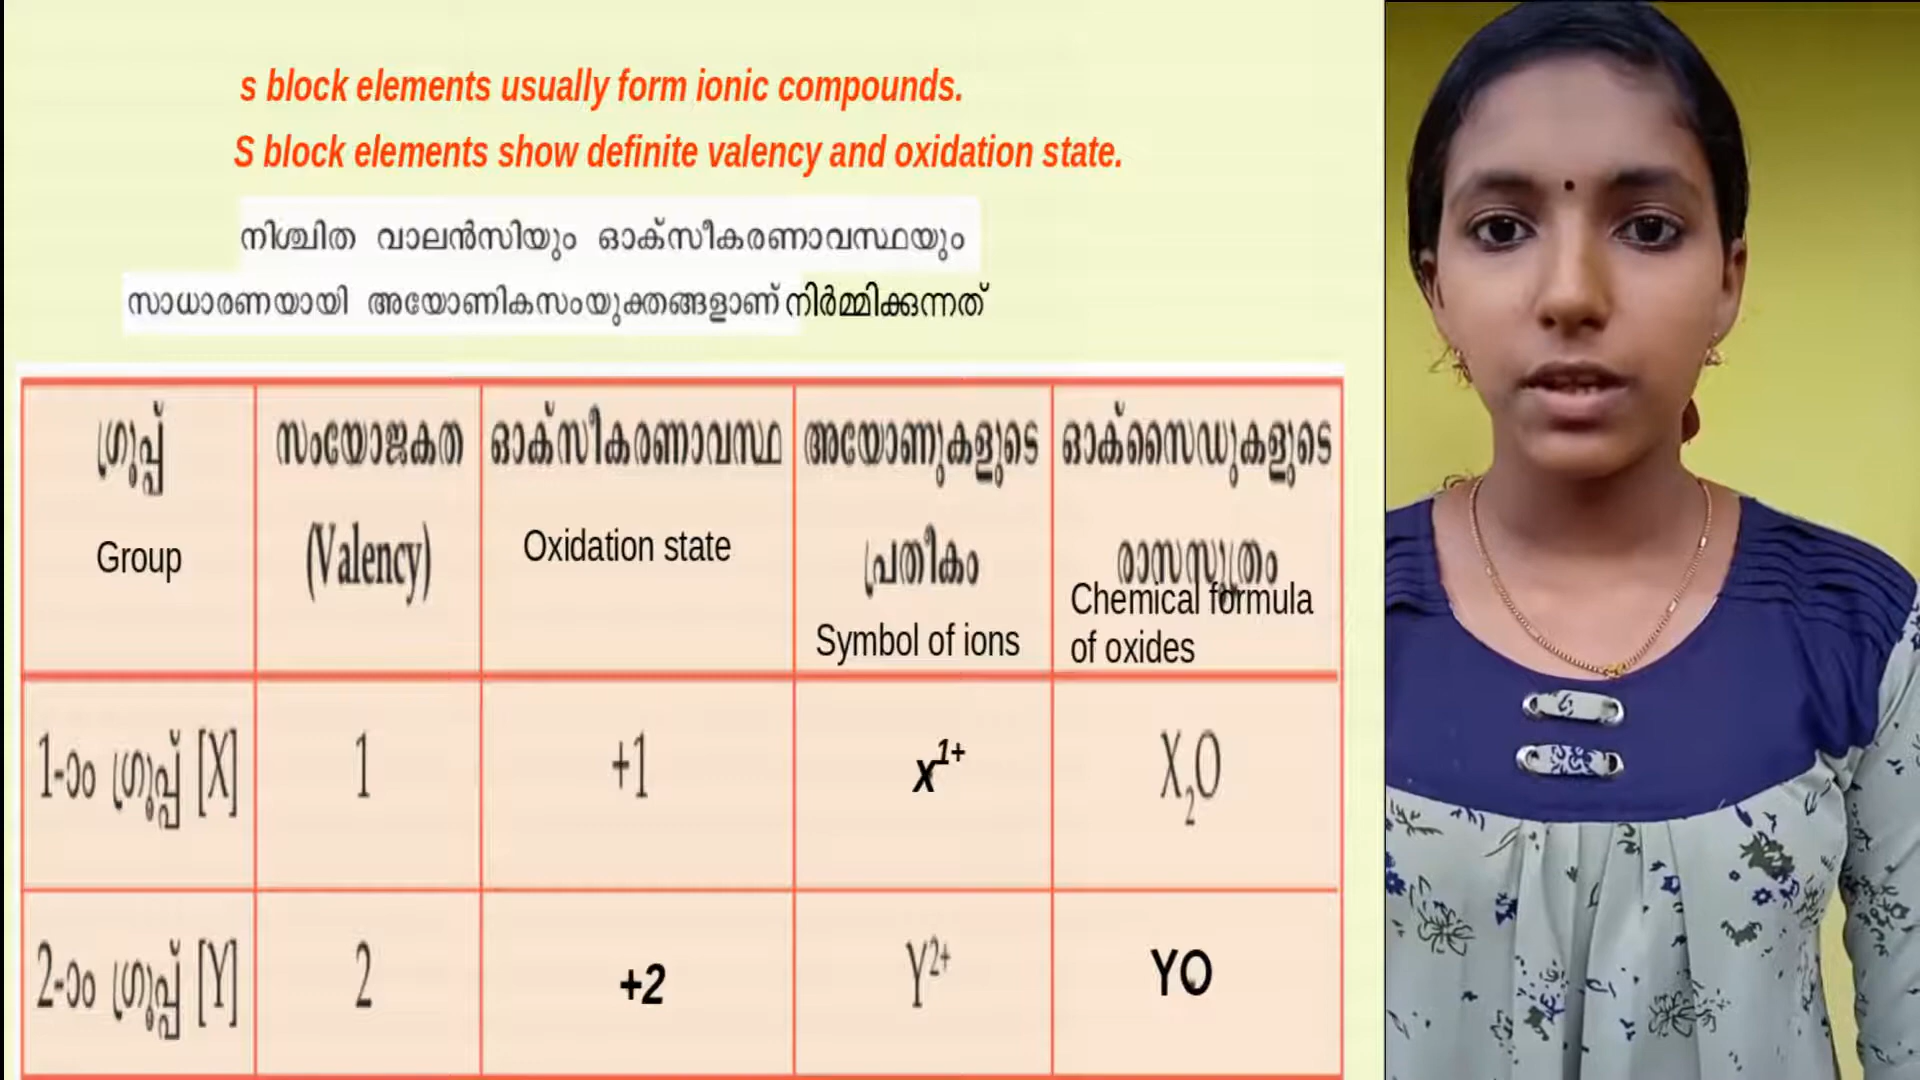 s block elements usually form ionic compounds.
S block elements show definite valency and oxidation state.
നിശ്ചിത വാലൻസിയും ഓക്സീകരണാവസ്ഥയും
സാധാരണയായി അയോണികസംയുക്തങ്ങളാണ് നിർമ്മിക്കുന്നത്
ഗ്രൂപ്പ്
Group
സംയോജകത
(Valency)
ഓക്സീകരണാവസ്ഥ
Oxidation state
അയോണുകളുടെ
പ്രതീകം
Symbol of ions
ഓക്സൈഡുകളുടെ
രാസസൂത്രം
Chemical formula
of oxides
1-ാം ഗ്രൂപ്പ് [X] 1 +1 x¹⁺ X₂O
2-ാം ഗ്രൂപ്പ് [Y] 2 +2 Y²⁺ YO